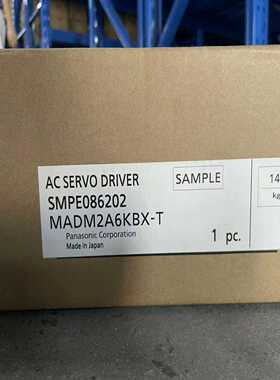 AC SERVO DRIVER
SAMPLE
14
SMPE086202
kg
MADM2A6KBX-T
Panasonic Corporation
Made in Japan
1 pc.